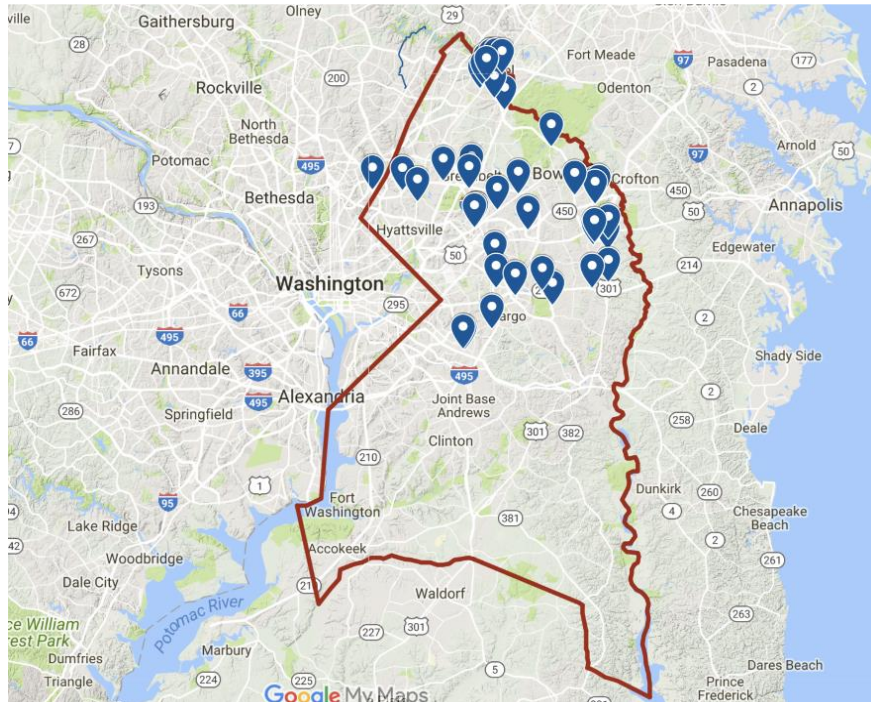 Gaithersburg
Olney
29
Fort Meade
Pasadena
177
28
97
200
Odenton
2
Rockville
North
Bethesda
Arnold
Potomac
495
97
50
Crofton
Bethesda
450
Annapolis
193
450
50
Hyattsville
267
50
Edgewater
Tysons
214
Washington
301
672
295
66
2
66
495
Shady Side
Fairfax
Annandale
395
495
Joint Base
Andrews
2
Alexandria
286
495
Springfield
258
Deale
301
382
Clinton
210
1
Dunkirk
260
95
Fort
Washington
Chesapeake
Beach
4
381
Lake Ridge
2
Accokeek
261
Woodbridge
Dale City
Waldorf
Potomac River
263
227
301
Dumfries
Marbury
5
Dares Beach
Triangle
224
225
Prince
Frederick
Google My Maps